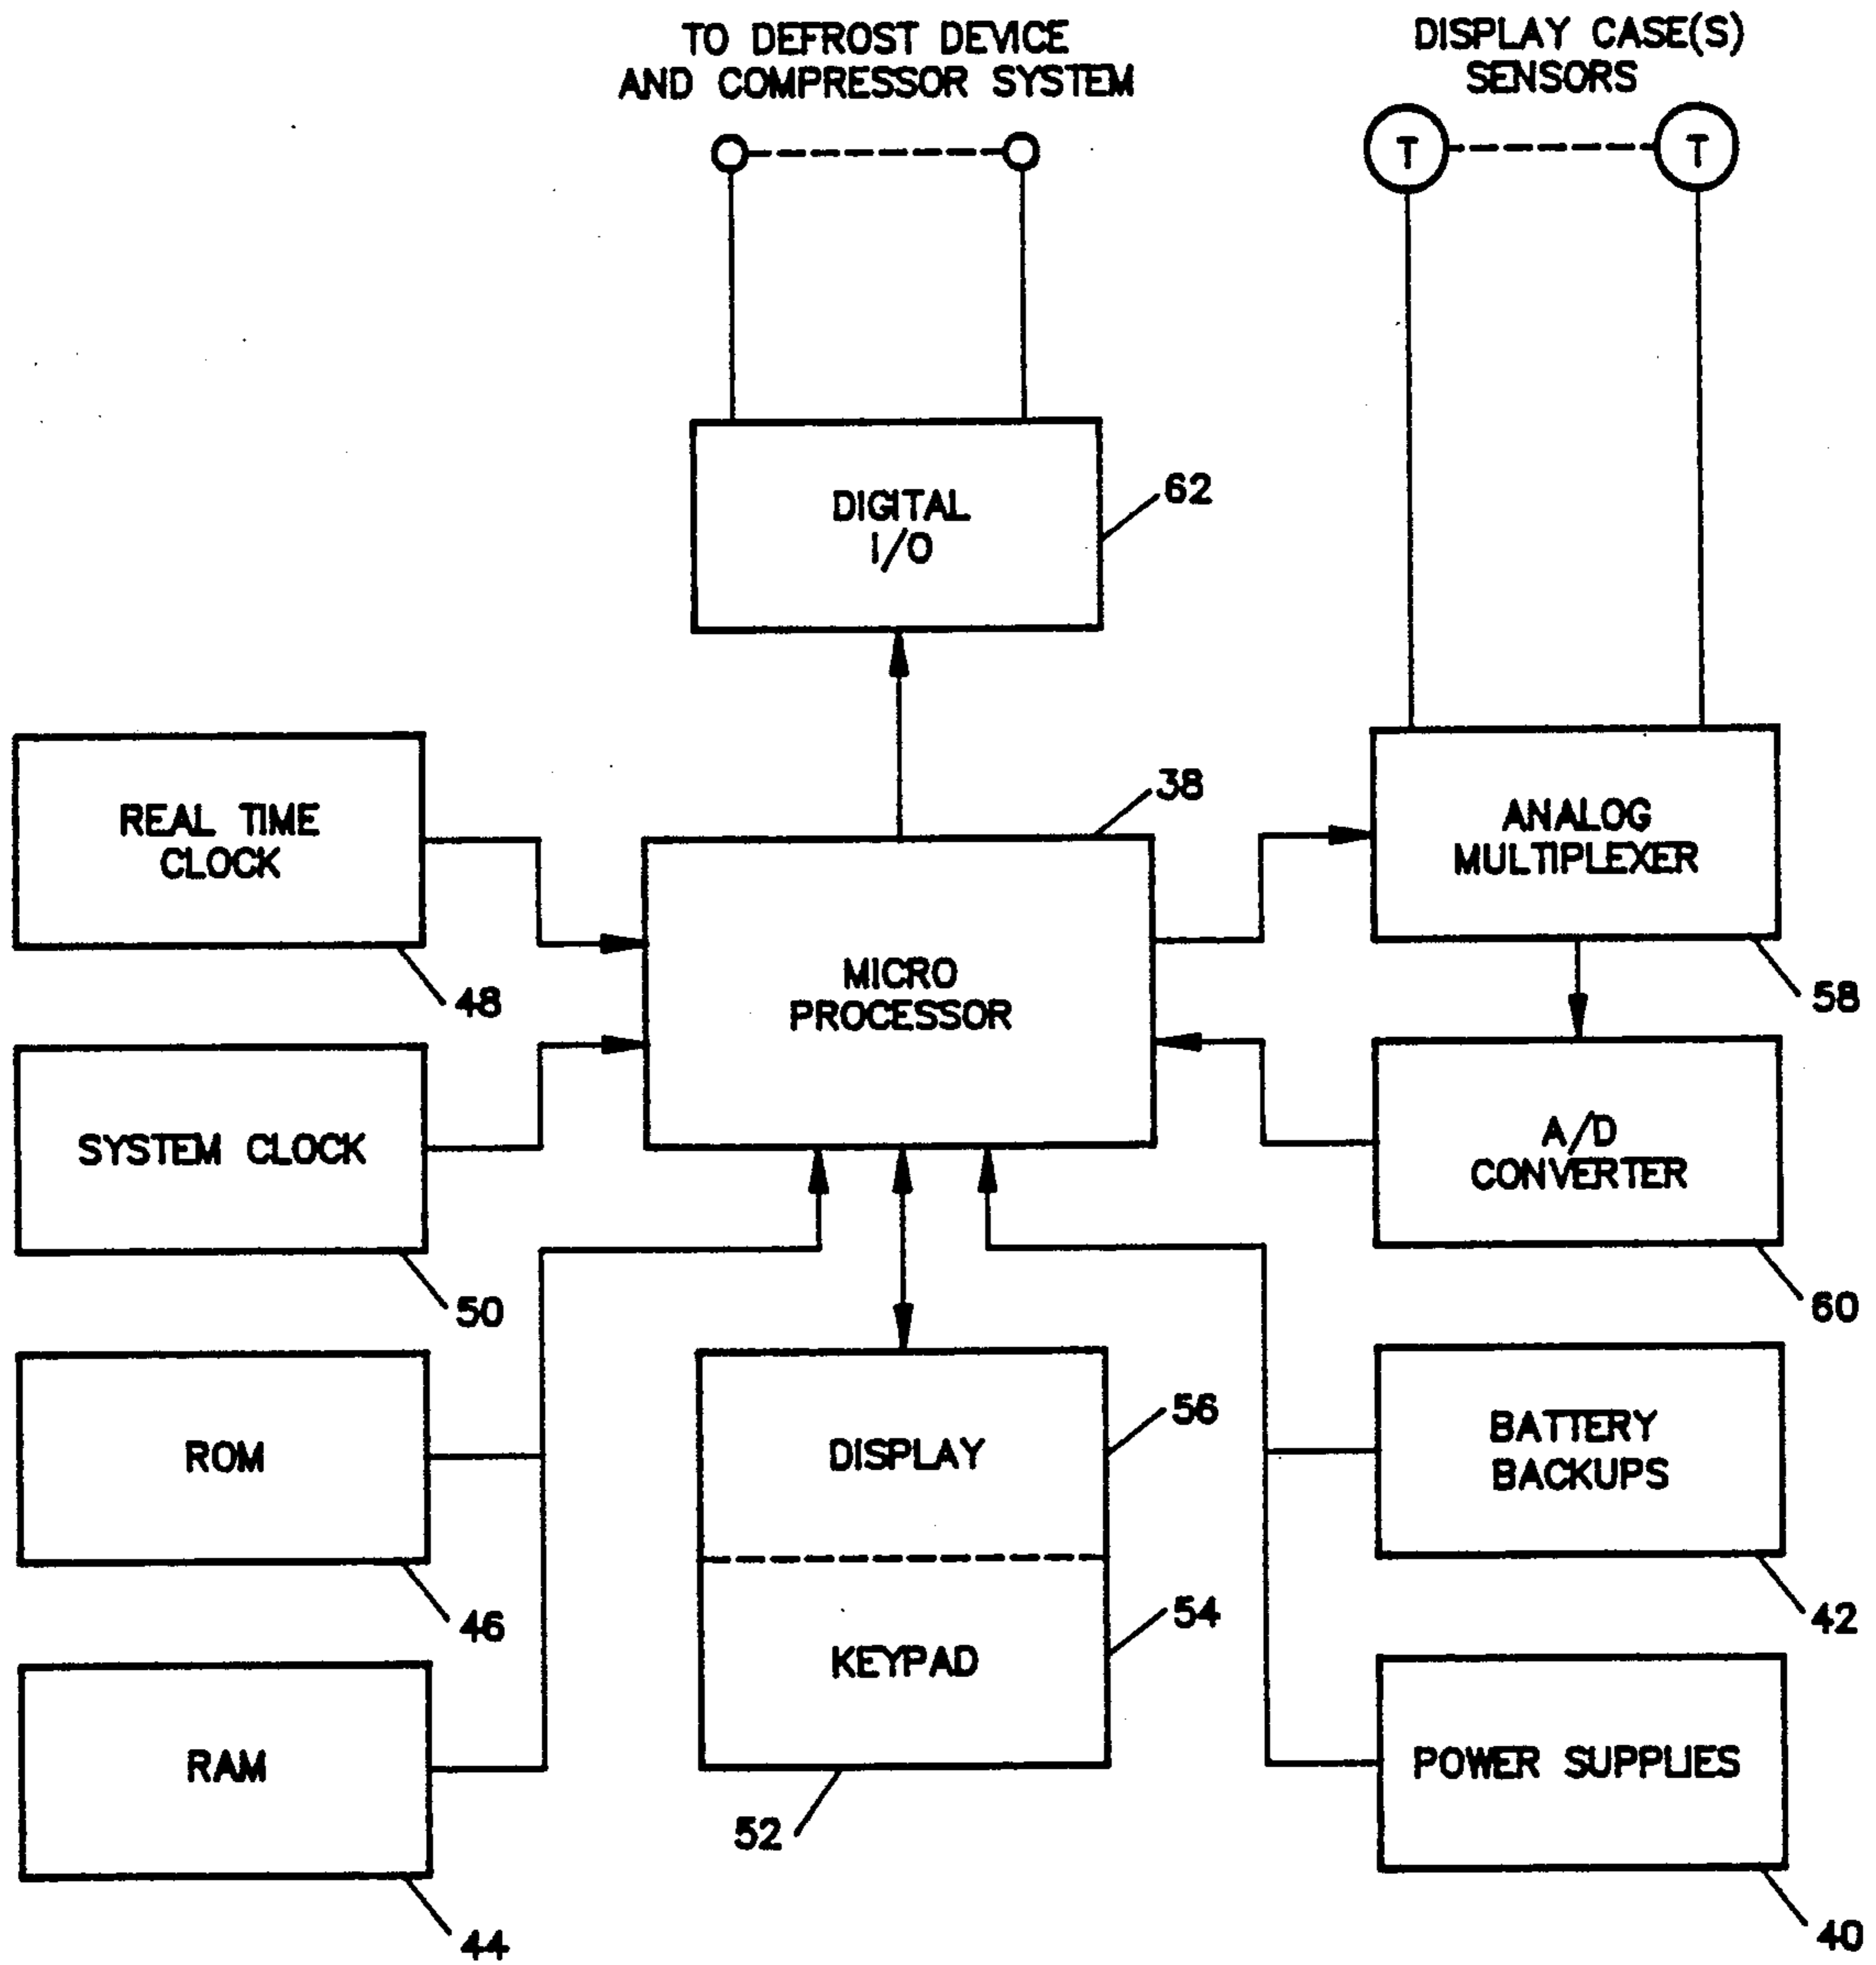 TO DEFROST DEVICE
AND COMPRESSOR SYSTEM
DISPLAY CASE(S)
SENSORS
T
T
DIGITAL
I/O
62
REAL TIME
CLOCK
48
38
MICRO
PROCESSOR
ANALOG
MULTIPLEXER
58
SYSTEM CLOCK
50
A/D
CONVERTER
60
ROM
46
DISPLAY
56
KEYPAD
54
52
BATTERY
BACKUPS
42
RAM
44
POWER SUPPLIES
40